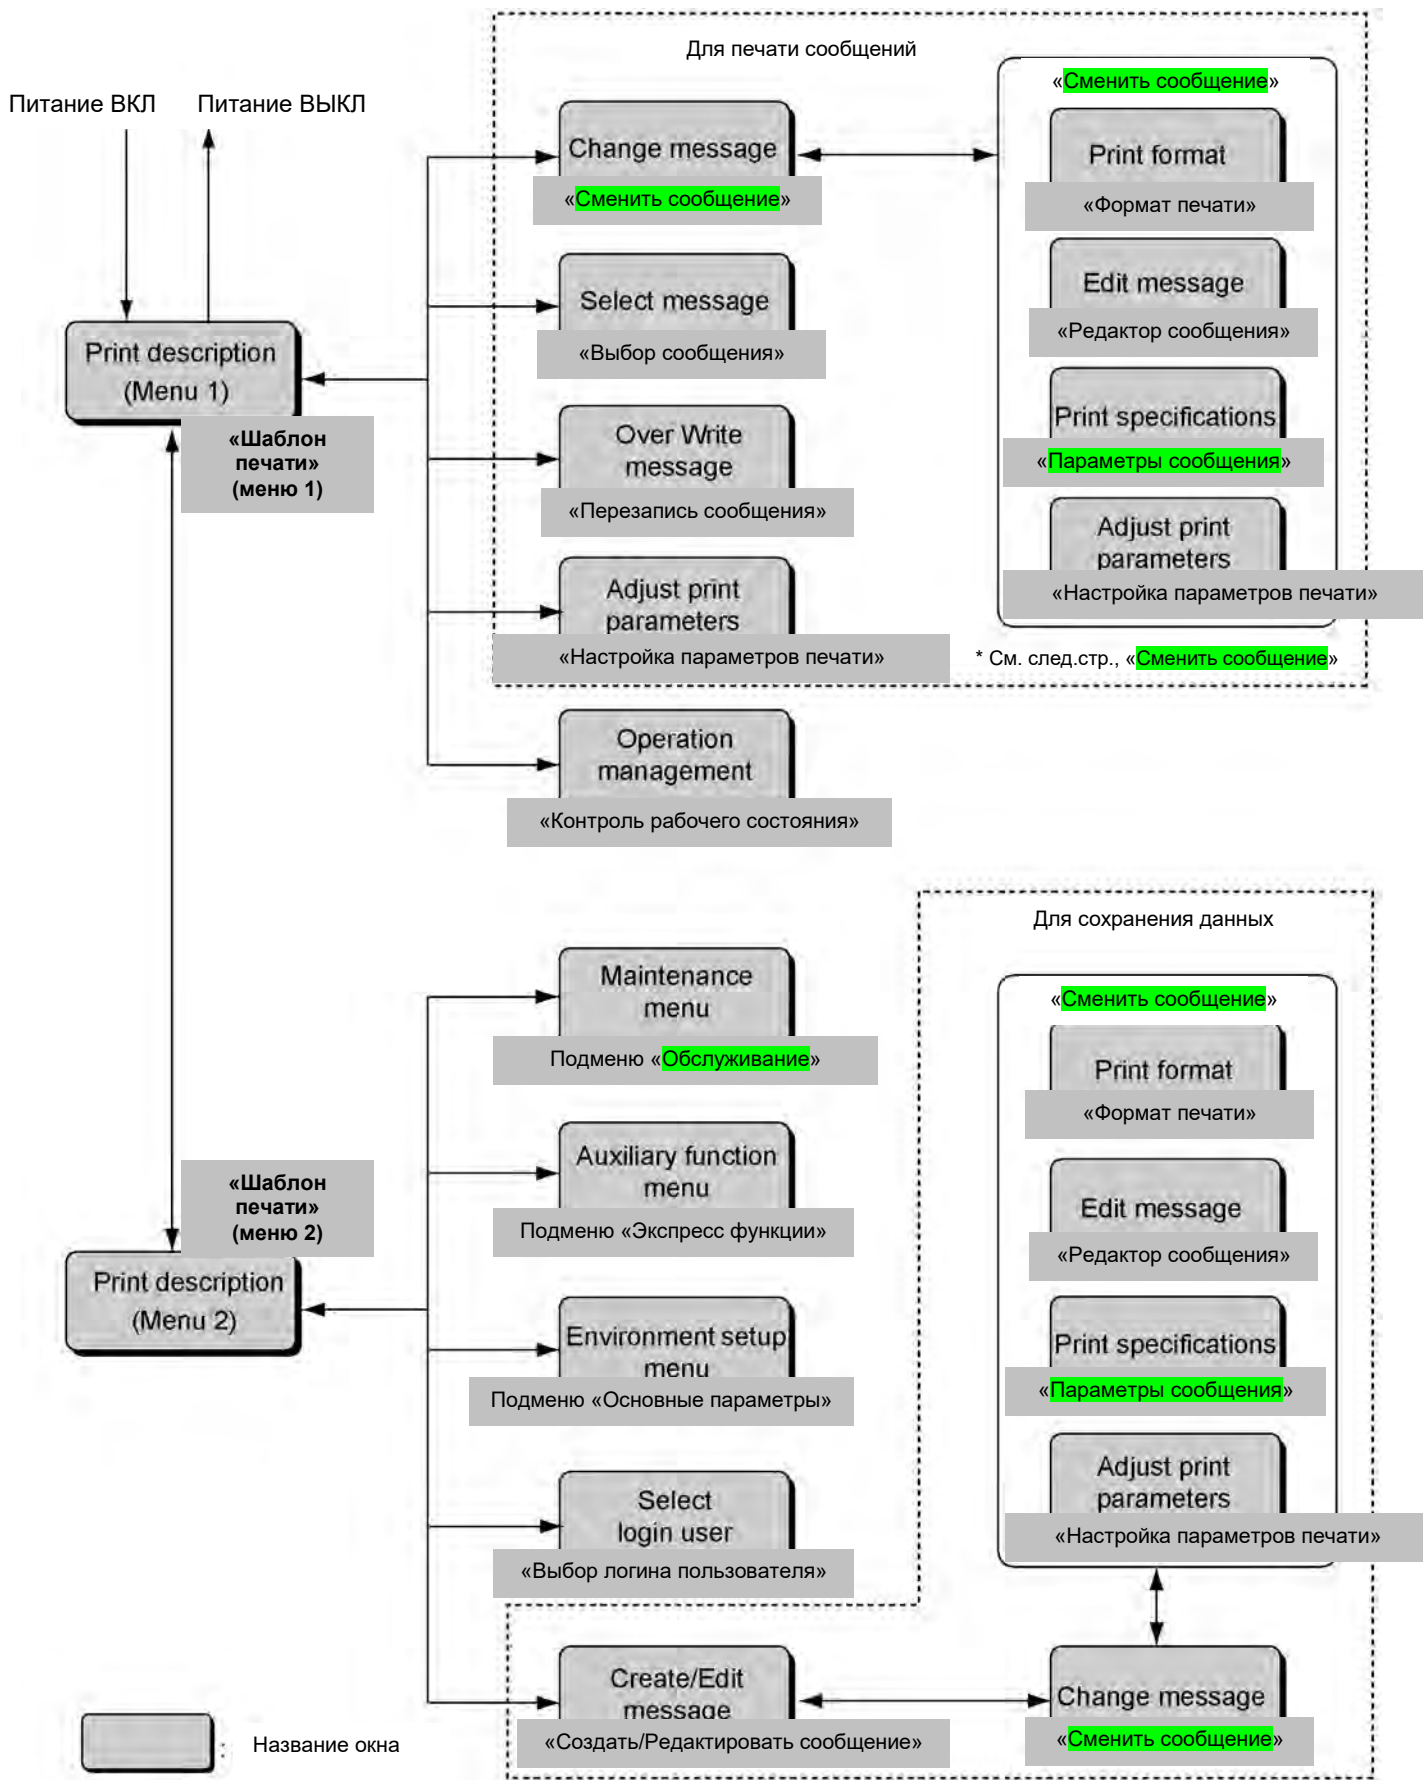 Для печати сообщений
Питание ВКЛ
Питание ВЫКЛ
Change message
«Сменить сообщение»
Select message
«Выбор сообщения»
Over Write
message
«Перезапись сообщения»
Adjust print
parameters
«Настройка параметров печати»
«Сменить сообщение»
Print format
«Формат печати»
Edit message
«Редактор сообщения»
Print specifications
«Параметры сообщения»
Adjust print
parameters
«Настройка параметров печати»
* См. след.стр., «Сменить сообщение»
Print description
(Menu 1)
«Шаблон
печати»
(меню 1)
Operation
management
«Контроль рабочего состояния»
Для сохранения данных
Maintenance
menu
Подменю «Обслуживание»
Auxiliary function
menu
Подменю «Экспресс функции»
Environment setup
menu
Подменю «Основные параметры»
Select
login user
«Выбор логина пользователя»
«Шаблон
печати»
(меню 2)
Print description
(Menu 2)
«Сменить сообщение»
Print format
«Формат печати»
Edit message
«Редактор сообщения»
Print specifications
«Параметры сообщения»
Adjust print
parameters
«Настройка параметров печати»
Create/Edit
message
«Создать/Редактировать сообщение»
Change message
«Сменить сообщение»
: Название окна